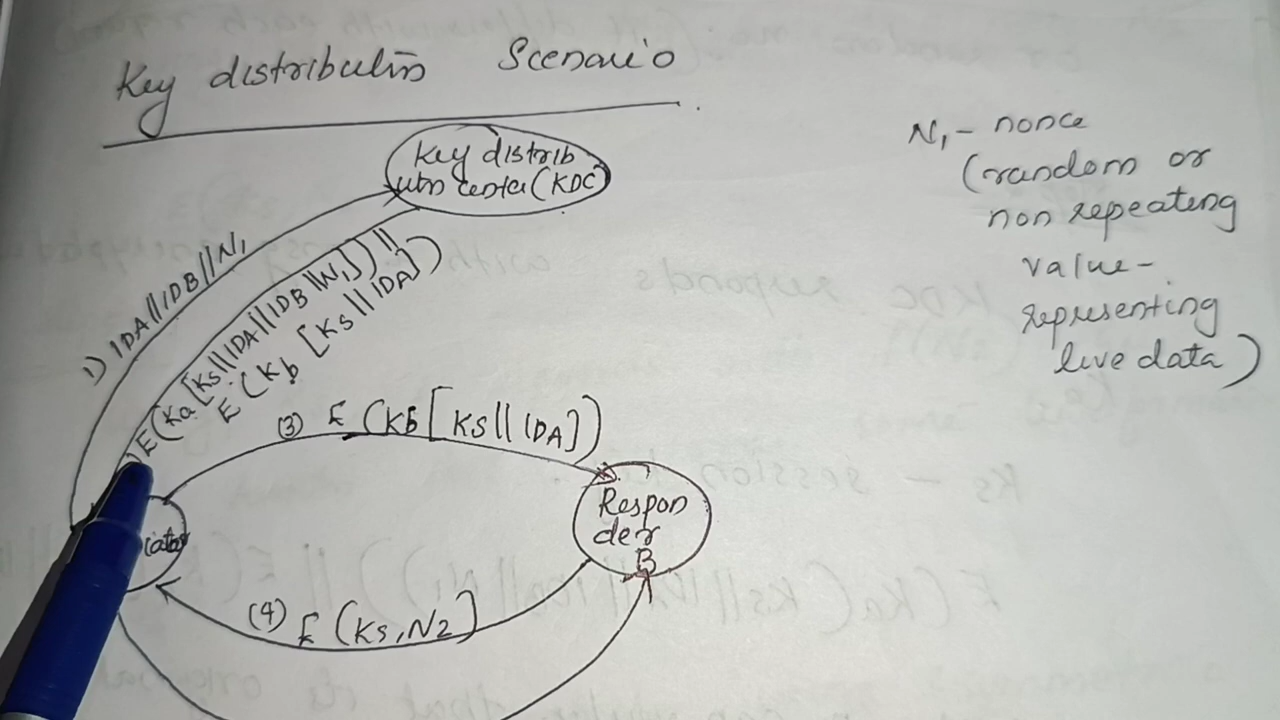 Key distribution Scenario
Key distrib
utn center (KDC)
N1 - nonce
(random or
non repeating
value -
representing
live data)
1) IDA || IDB || N1
E(Ka[Ks || IDA || IDB || N1]) ||
E(Kb [Ks || IDA])
(3) E (Kb [Ks || IDA])
Respon
der
B
(4) E (Ks, N2]